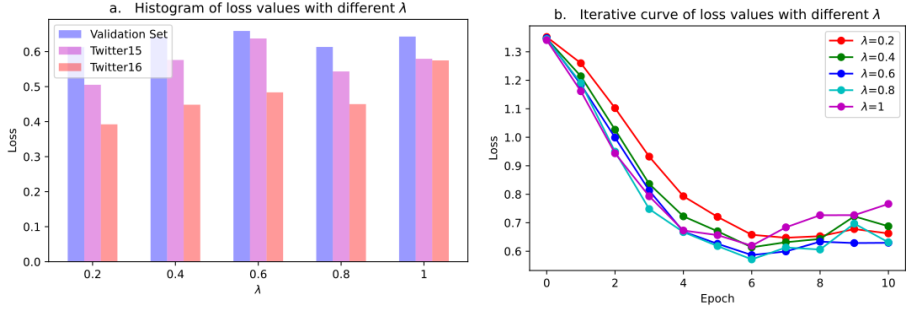 a. Histogram of loss values with different λ
Validation Set
Twitter15
Twitter16
Loss
0.6
0.5
0.4
0.3
0.2
0.1
0.0
0.2 0.4 0.6 0.8 1
λ
b. Iterative curve of loss values with different λ
λ=0.2
λ=0.4
λ=0.6
λ=0.8
λ=1
Loss
1.3
1.2
1.1
1.0
0.9
0.8
0.7
0.6
0 2 4 6 8 10
Epoch